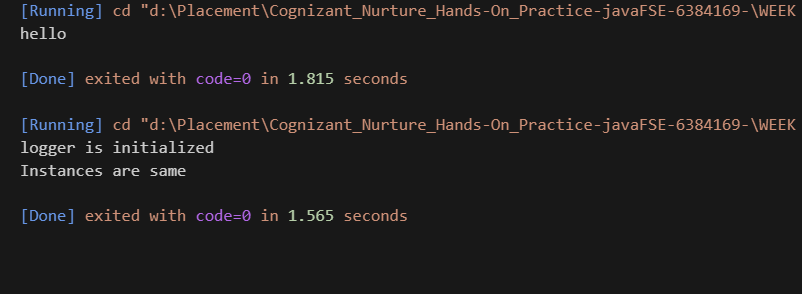 [Running] cd "d:\Placement\Cognizant_Nurture_Hands-On_Practice-javaFSE-6384169-\WEEK
hello
[Done] exited with code=0 in 1.815 seconds
[Running] cd "d:\Placement\Cognizant_Nurture_Hands-On_Practice-javaFSE-6384169-\WEEK
logger is initialized
Instances are same
[Done] exited with code=0 in 1.565 seconds